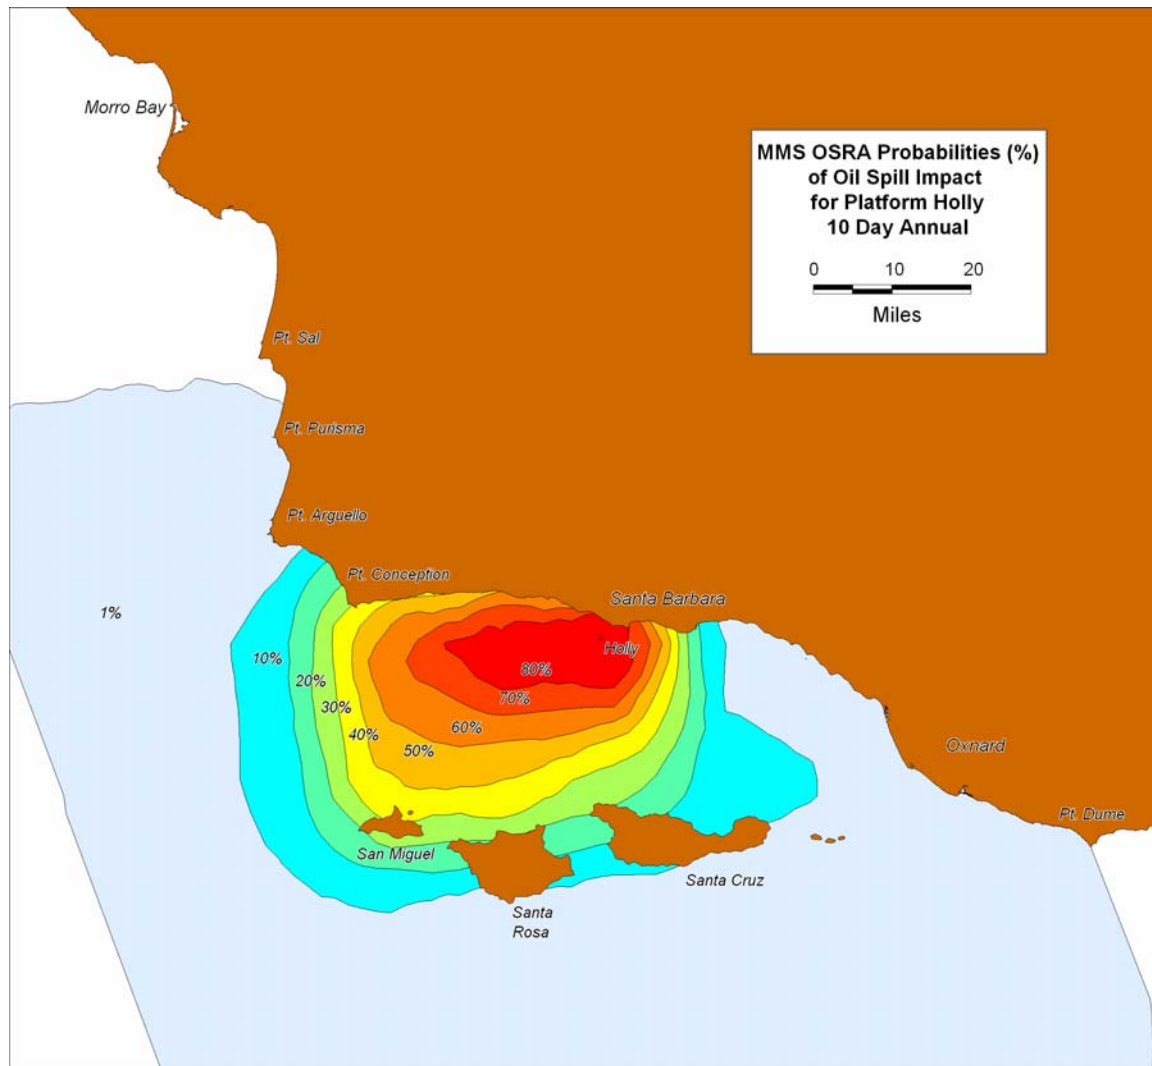 Morro Bay
MMS OSRA Probabilities (%)
of Oil Spill Impact
for Platform Holly
10 Day Annual
0 10 20
Miles
Pt. Sal
Pt. Purisma
Pt. Arguello
Pt. Conception
Santa Barbara
1%
Holly
10%
80%
20%
70%
30%
60%
40%
50%
Oxnard
Pt. Dume
San Miguel
Santa Cruz
Santa
Rosa